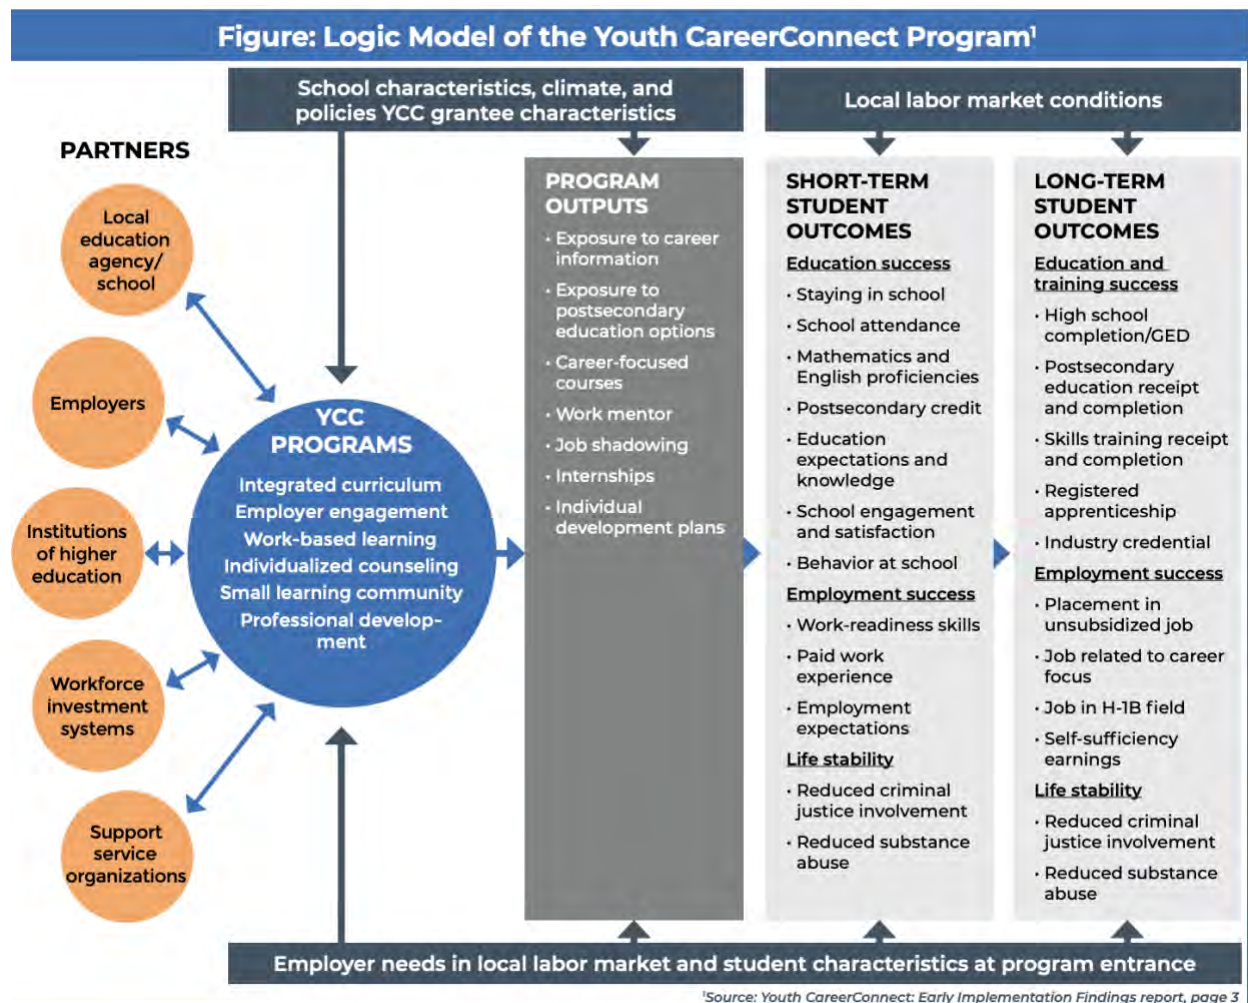 Figure: Logic Model of the Youth CareerConnect Program¹
School characteristics, climate, and
policies YCC grantee characteristics
Local labor market conditions
PARTNERS
Local
education
agency/
school
Employers
Institutions
of higher
education
Workforce
investment
systems
Support
service
organizations
YCC
PROGRAMS
Integrated curriculum
Employer engagement
Work-based learning
Individualized counseling
Small learning community
Professional develop-
ment
PROGRAM
OUTPUTS
· Exposure to career
information
· Exposure to
postsecondary
education options
· Career-focused
courses
· Work mentor
· Job shadowing
· Internships
· Individual
development plans
SHORT-TERM
STUDENT
OUTCOMES
Education success
· Staying in school
· School attendance
· Mathematics and
English proficiencies
· Postsecondary credit
· Education
expectations and
knowledge
· School engagement
and satisfaction
· Behavior at school
Employment success
· Work-readiness skills
· Paid work
experience
· Employment
expectations
Life stability
· Reduced criminal
justice involvement
· Reduced substance
abuse
LONG-TERM
STUDENT
OUTCOMES
Education and
training success
· High school
completion/GED
· Postsecondary
education receipt
and completion
· Skills training receipt
and completion
· Registered
apprenticeship
· Industry credential
Employment success
· Placement in
unsubsidized job
· Job related to career
focus
· Job in H-1B field
· Self-sufficiency
earnings
Life stability
· Reduced criminal
justice involvement
· Reduced substance
abuse
Employer needs in local labor market and student characteristics at program entrance
¹Source: Youth CareerConnect: Early Implementation Findings report, page 3